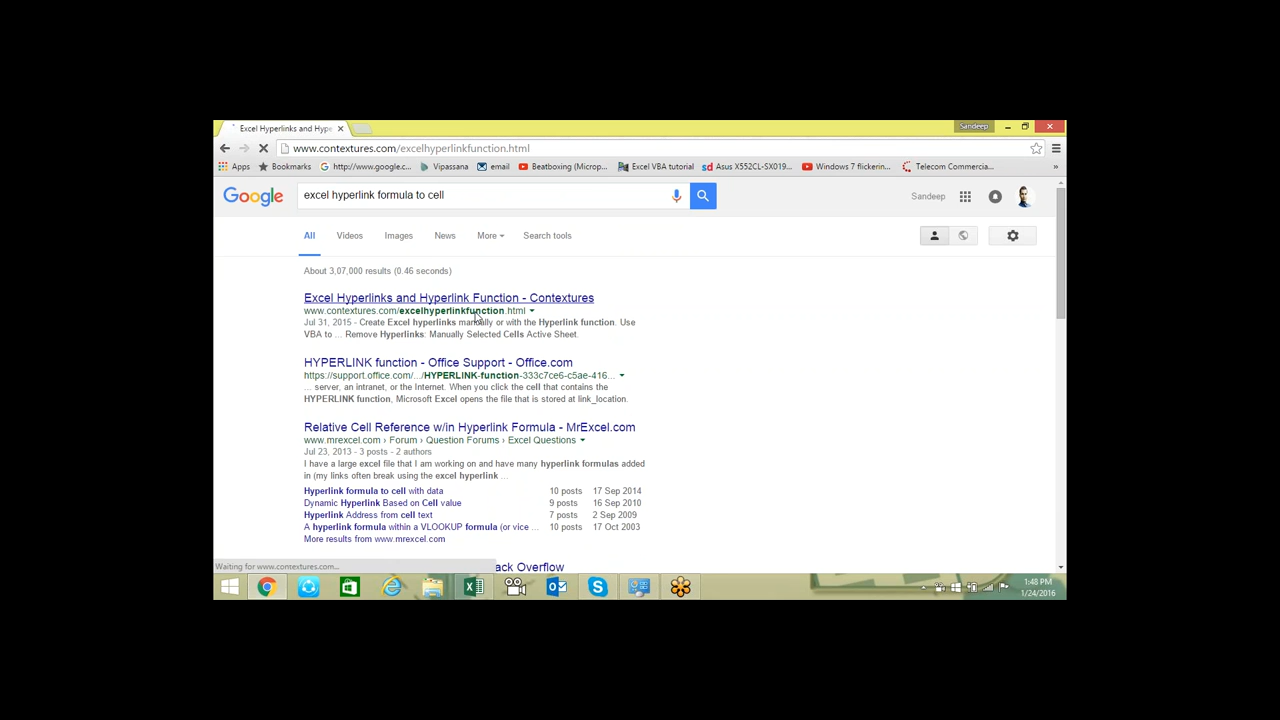 Excel Hyperlinks and Hype
Sandeep
www.contextures.com/excelhyperlinkfunction.html
Apps
Bookmarks
http://www.google.c...
Vipassana
email
Beatboxing (Microp...
Excel VBA tutorial
sd Asus X552CL-SX019...
Windows 7 flickerin...
Telecom Commercia...
»
Google
excel hyperlink formula to cell
Sandeep
All
Videos
Images
News
More
Search tools
About 3,07,000 results (0.46 seconds)
Excel Hyperlinks and Hyperlink Function - Contextures
www.contextures.com/excelhyperlinkfunction.html
Jul 31, 2015 - Create Excel hyperlinks manually or with the Hyperlink function. Use
VBA to ... Remove Hyperlinks: Manually Selected Cells Active Sheet.
HYPERLINK function - Office Support - Office.com
https://support.office.com/.../HYPERLINK-function-333c7ce6-c5ae-416...
... server, an intranet, or the Internet. When you click the cell that contains the
HYPERLINK function, Microsoft Excel opens the file that is stored at link_location.
Relative Cell Reference w/in Hyperlink Formula - MrExcel.com
www.mrexcel.com › Forum › Question Forums › Excel Questions
Jul 23, 2013 - 3 posts - 2 authors
I have a large excel file that I am working on and have many hyperlink formulas added
in (my links often break using the excel hyperlink ...
Hyperlink formula to cell with data 10 posts 17 Sep 2014
Dynamic Hyperlink Based on Cell value 9 posts 16 Sep 2010
Hyperlink Address from cell text 7 posts 2 Sep 2009
A hyperlink formula within a VLOOKUP formula (or vice ... 10 posts 17 Oct 2003
More results from www.mrexcel.com
ack Overflow
Waiting for www.contextures.com...
1:48 PM
1/24/2016